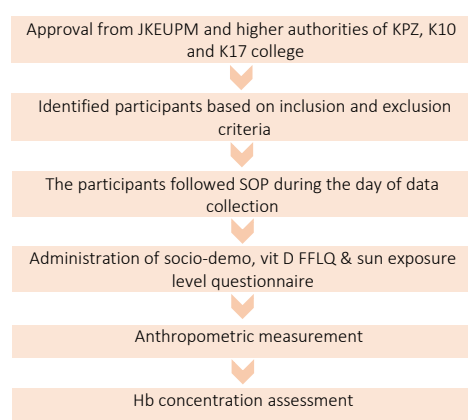 Approval from JKEUPM and higher authorities of KPZ, K10
and K17 college
Identified participants based on inclusion and exclusion
criteria
The participants followed SOP during the day of data
collection
Administration of socio-demo, vit D FFLQ & sun exposure
level questionnaire
Anthropometric measurement
Hb concentration assessment